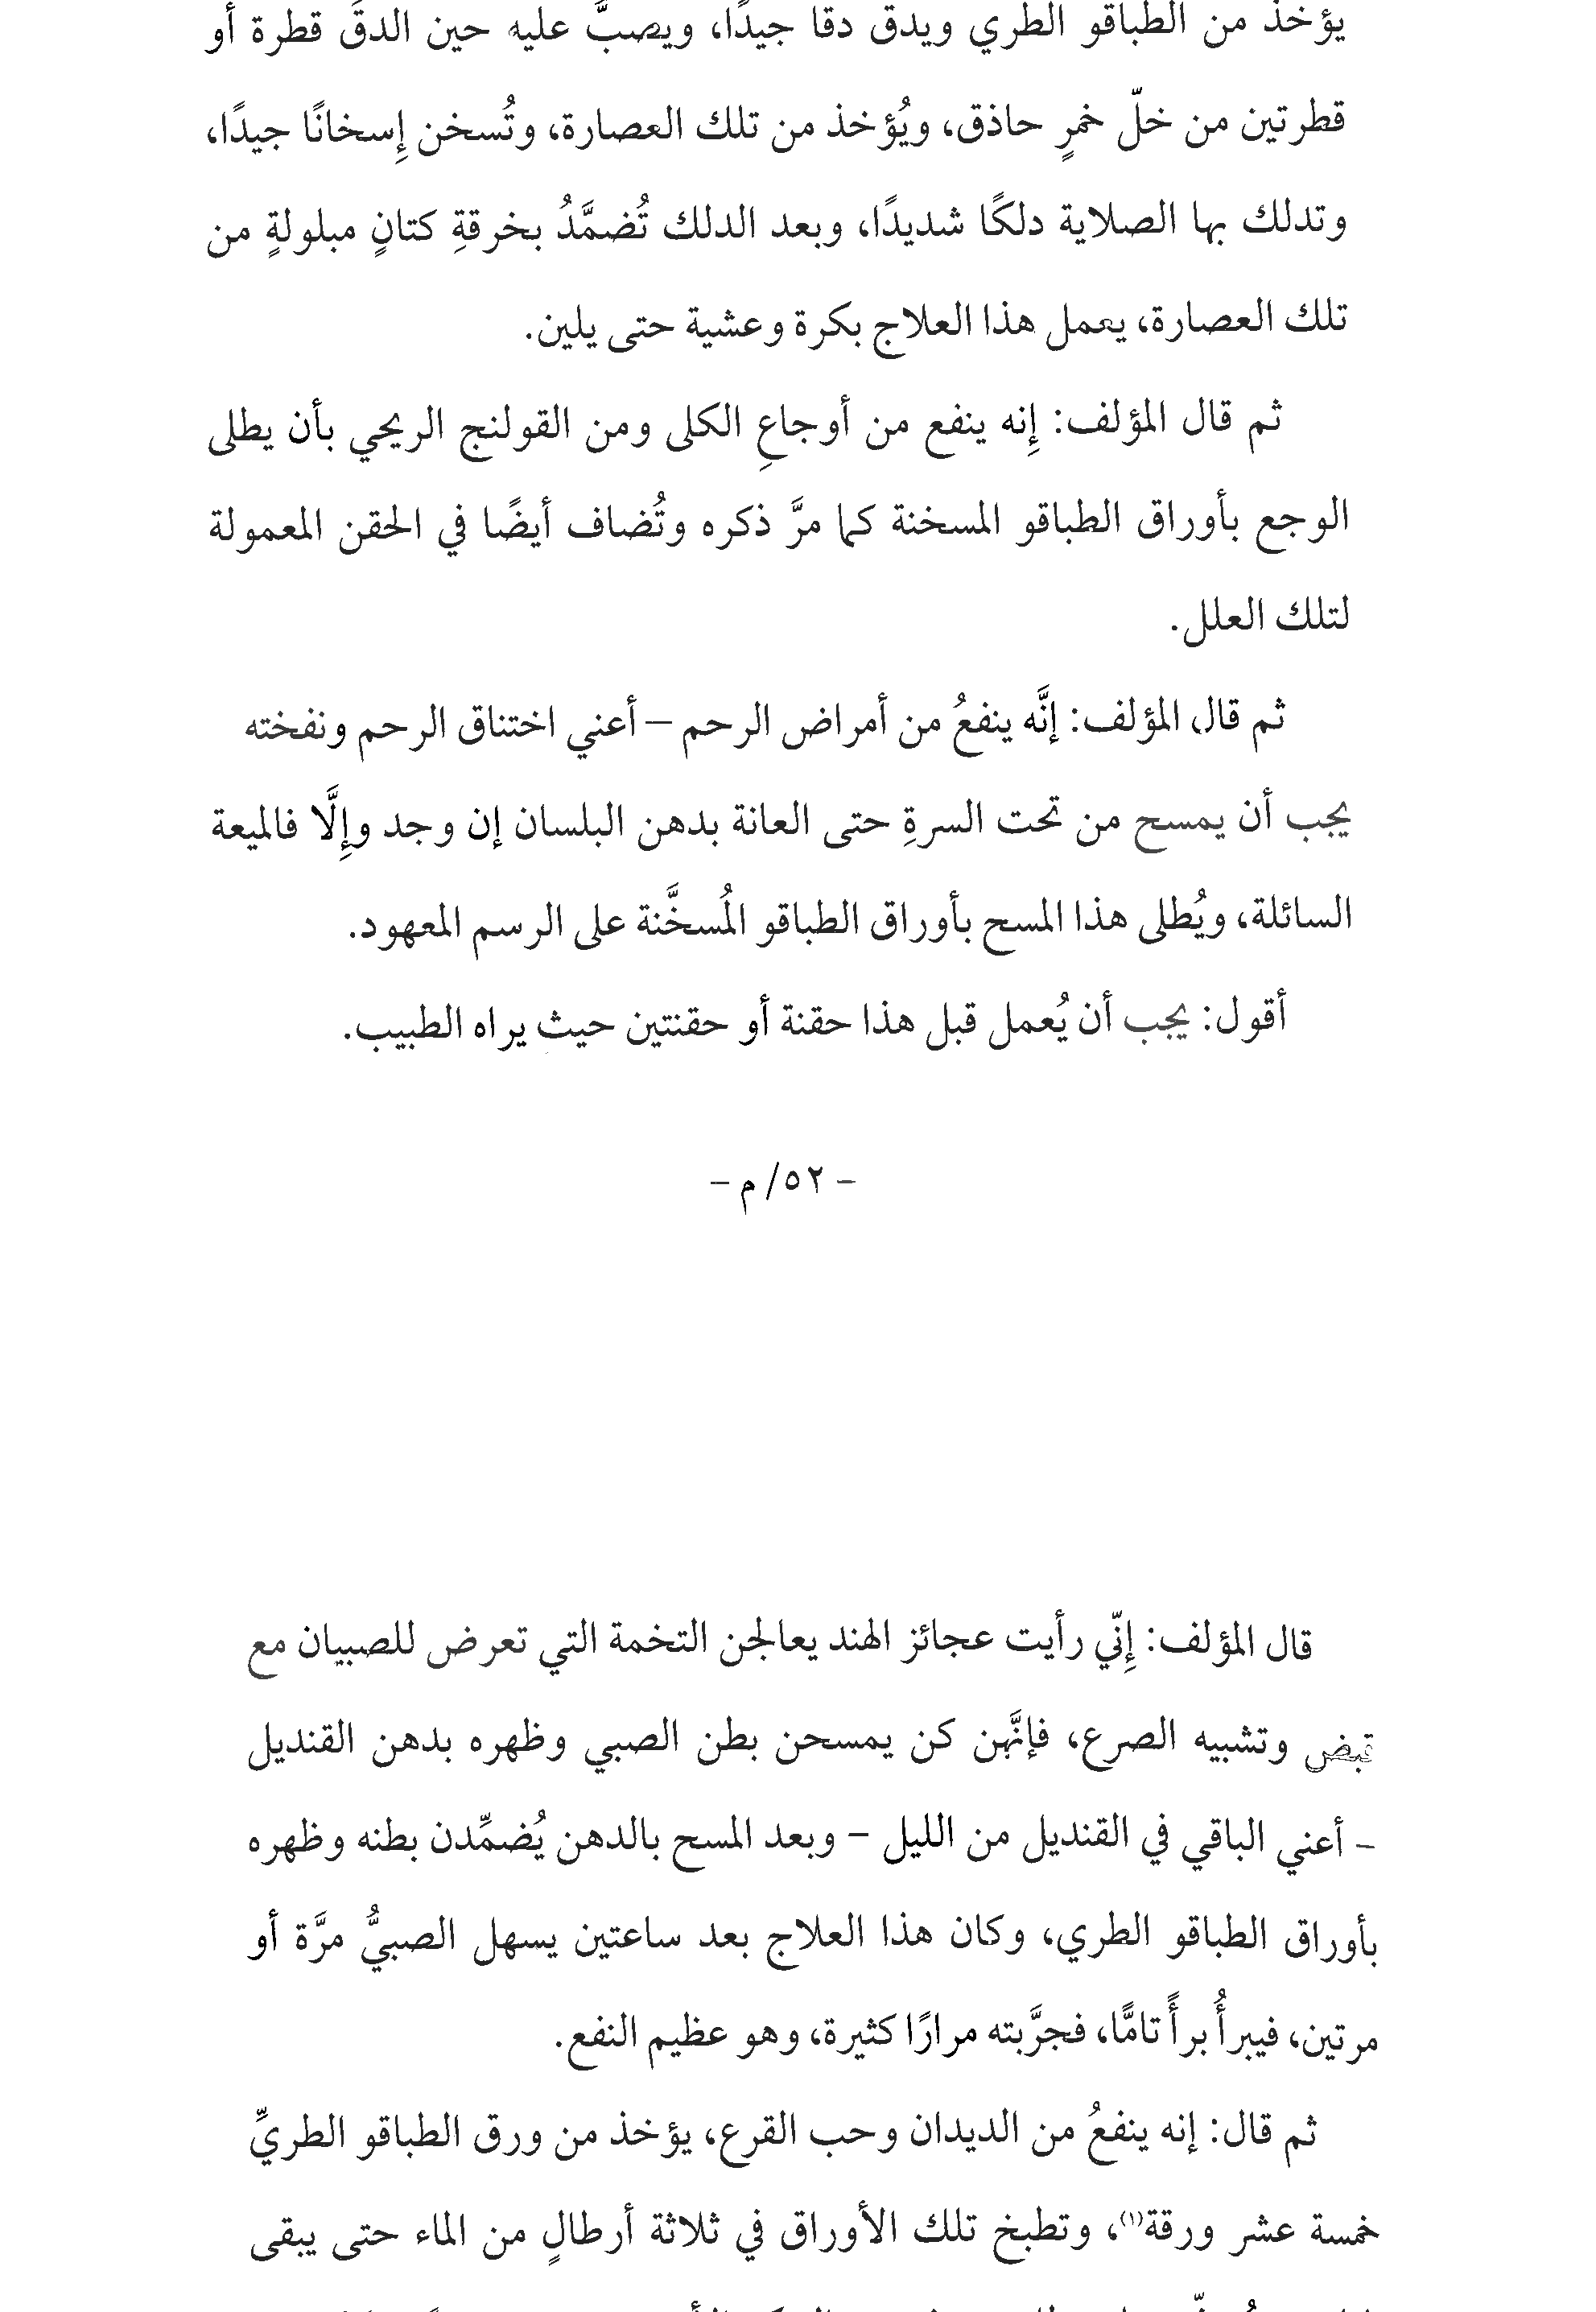 يؤخذ من الطباقو الطري ويدق دقا جيدًا، ويصبَّ عليه حين الدقَ قطرة أو
قطرتين من خلّ خمرٍ حاذق، ويُؤخذ من تلك العصارة، وتُسخن إِسخانًا جيدًا،
وتدلك بها الصلاية دلكًا شديدًا، وبعد الدلك تُضمَّدُ بخرقةِ كتانٍ مبلولةٍ من
تلك العصارة، يعمل هذا العلاج بكرة وعشية حتى يلين.
ثم قال المؤلف: إِنه ينفع من أوجاعِ الكلى ومن القولنج الريحي بأن يطلى
الوجع بأوراق الطباقو المسخنة كما مرَّ ذكره وتُضاف أيضًا في الحقن المعمولة
لتلك العلل.
ثم قال المؤلف: إنَّه ينفعُ من أمراض الرحم – أعني اختناق الرحم ونفخته
يجب أن يمسح من تحت السرةِ حتى العانة بدهن البلسان إن وجد وإِلَّا فالميعة
السائلة، ويُطلى هذا المسح بأوراق الطباقو المُسخَّنة على الرسم المعهود.
أقول: يجب أن يُعمل قبل هذا حقنة أو حقنتين حيث يراه الطبيب.
- ٥٢/ م -
قال المؤلف: إِنّي رأيت عجائز الهند يعالجن التخمة التي تعرض للصبيان مع
قبض وتشبيه الصرع، فإنَّهن كن يمسحن بطن الصبي وظهره بدهن القنديل
- أعني الباقي في القنديل من الليل – وبعد المسح بالدهن يُضمِّدن بطنه وظهره
بأوراق الطباقو الطري، وكان هذا العلاج بعد ساعتين يسهل الصبيُّ مرَّة أو
مرتين، فيبرأُ برأً تامًّا، فجرَّبته مرارًا كثيرة، وهو عظيم النفع.
ثم قال: إنه ينفعُ من الديدان وحب القرع، يؤخذ من ورق الطباقو الطريِّ
خمسة عشر ورقة(١)، وتطبخ تلك الأوراق في ثلاثة أرطالٍ من الماء حتى يبقى